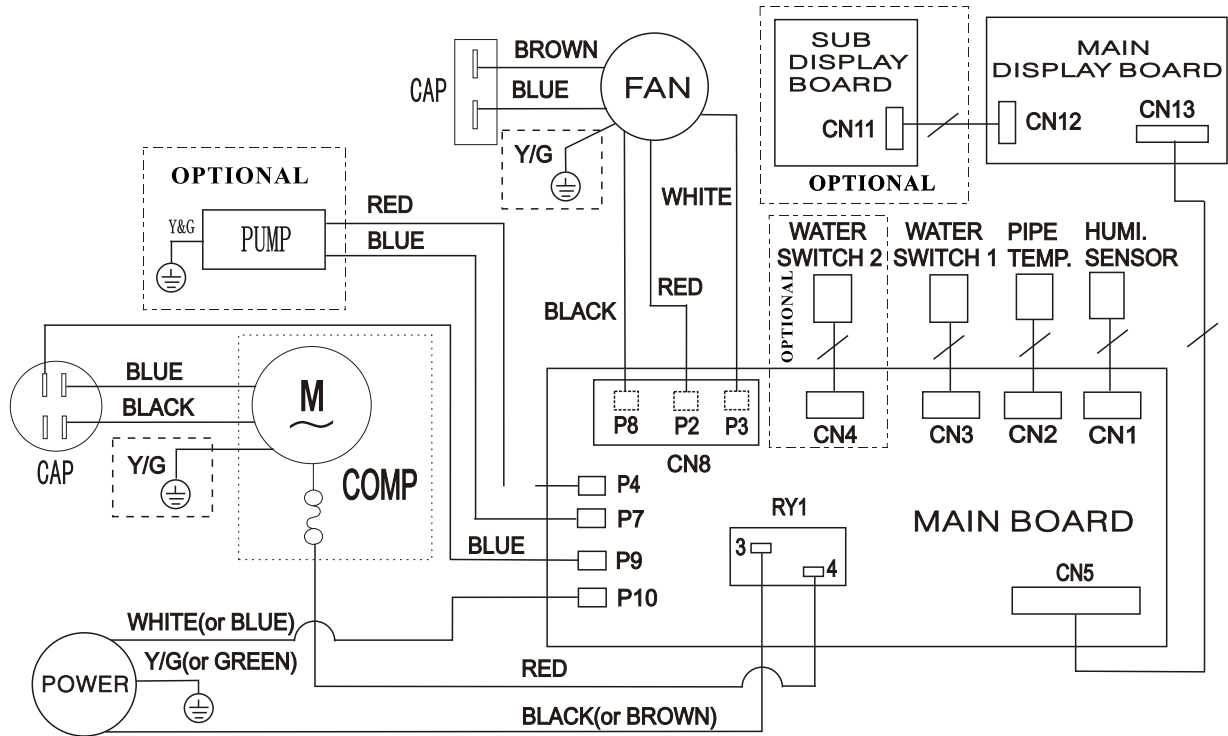 BROWN
BLUE
CAP
FAN
Y/G
SUB
DISPLAY
BOARD
CN11
OPTIONAL
MAIN
DISPLAY BOARD
CN12
CN13
OPTIONAL
Y&G
PUMP
RED
BLUE
WHITE
RED
BLACK
WATER
SWITCH 2
OPTIONAL
WATER
SWITCH 1
PIPE
TEMP.
HUMI.
SENSOR
BLUE
BLACK
CAP
Y/G
M
COMP
P8
P2
P3
CN8
CN4
CN3
CN2
CN1
P4
P7
BLUE
P9
P10
RY1
3
4
MAIN BOARD
CN5
WHITE(or BLUE)
Y/G(or GREEN)
POWER
RED
BLACK(or BROWN)